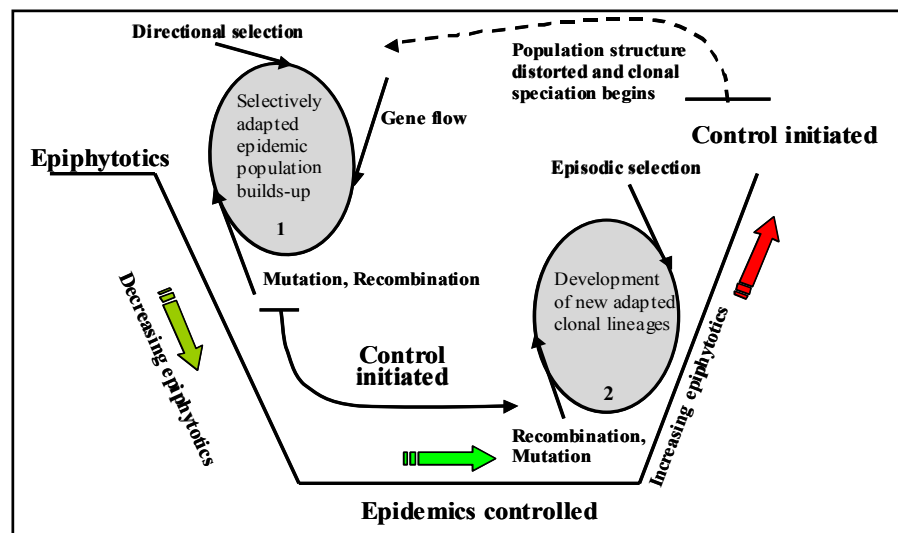 Directional selection
Population structure
distorted and clonal
speciation begins
Selectively
adapted
epidemic
population
builds-up
1
Gene flow
Control initiated
Epiphytotics
Episodic selection
Mutation, Recombination
Development
of new adapted
clonal lineages
2
Decreasing epiphytotics
Control
initiated
Increasing epiphytotics
Recombination,
Mutation
Epidemics controlled